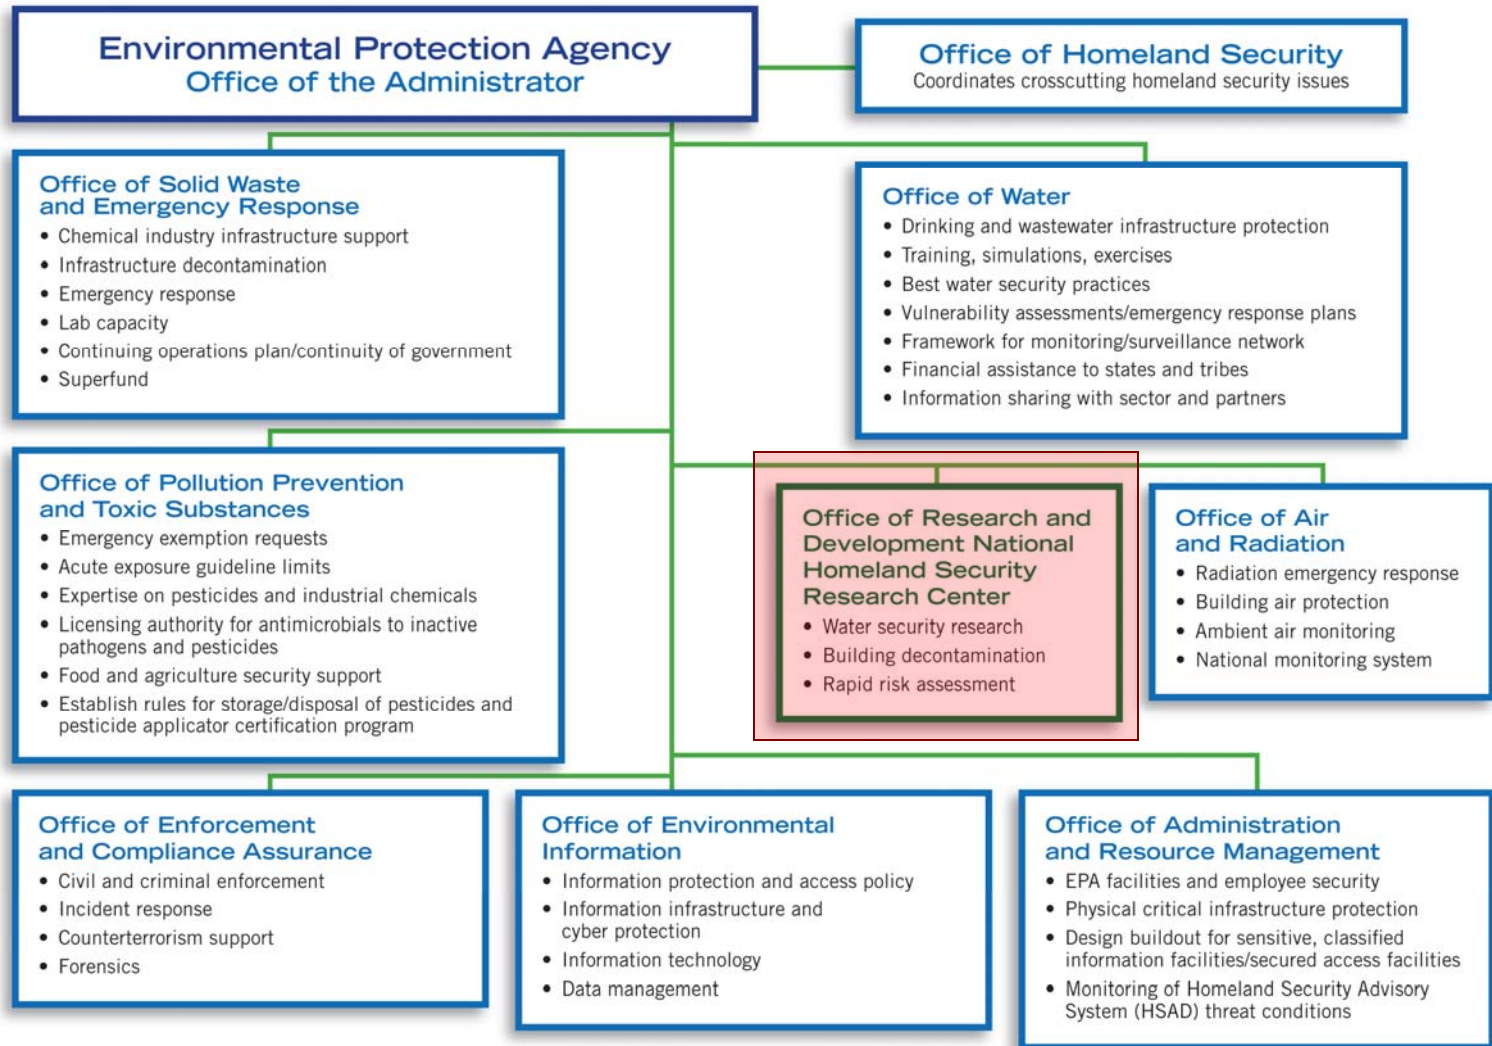 Environmental Protection Agency
Office of the Administrator
Office of Homeland Security
Coordinates crosscutting homeland security issues
Office of Solid Waste
and Emergency Response
• Chemical industry infrastructure support
• Infrastructure decontamination
• Emergency response
• Lab capacity
• Continuing operations plan/continuity of government
• Superfund
Office of Water
• Drinking and wastewater infrastructure protection
• Training, simulations, exercises
• Best water security practices
• Vulnerability assessments/emergency response plans
• Framework for monitoring/surveillance network
• Financial assistance to states and tribes
• Information sharing with sector and partners
Office of Pollution Prevention
and Toxic Substances
• Emergency exemption requests
• Acute exposure guideline limits
• Expertise on pesticides and industrial chemicals
• Licensing authority for antimicrobials to inactive
pathogens and pesticides
• Food and agriculture security support
• Establish rules for storage/disposal of pesticides and
pesticide applicator certification program
Office of Research and
Development National
Homeland Security
Research Center
• Water security research
• Building decontamination
• Rapid risk assessment
Office of Air
and Radiation
• Radiation emergency response
• Building air protection
• Ambient air monitoring
• National monitoring system
Office of Enforcement
and Compliance Assurance
• Civil and criminal enforcement
• Incident response
• Counterterrorism support
• Forensics
Office of Environmental
Information
• Information protection and access policy
• Information infrastructure and
cyber protection
• Information technology
• Data management
Office of Administration
and Resource Management
• EPA facilities and employee security
• Physical critical infrastructure protection
• Design buildout for sensitive, classified
information facilities/secured access facilities
• Monitoring of Homeland Security Advisory
System (HSAD) threat conditions